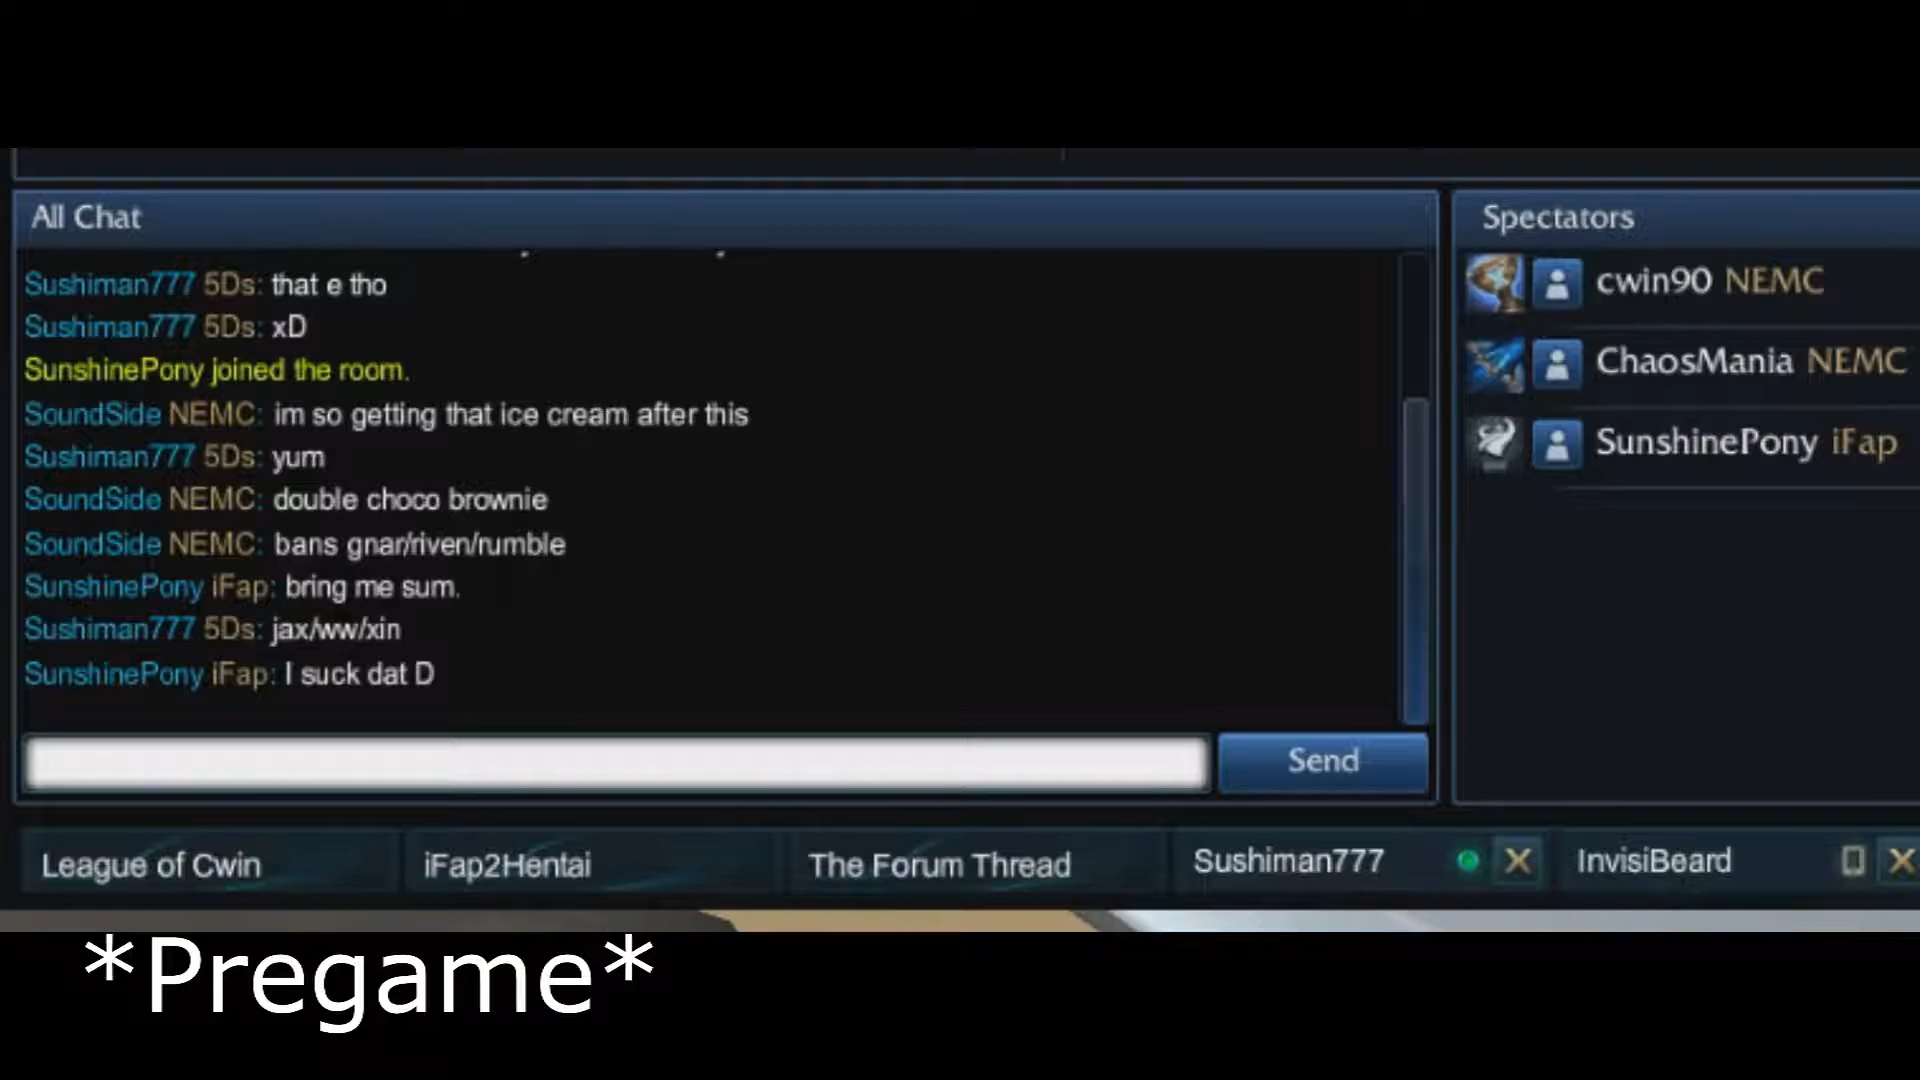 All Chat
Sushiman777 5Ds: that e tho
Sushiman777 5Ds: xD
SunshinePony joined the room.
SoundSide NEMC: im so getting that ice cream after this
Sushiman777 5Ds: yum
SoundSide NEMC: double choco brownie
SoundSide NEMC: bans gnar/riven/rumble
SunshinePony iFap: bring me sum.
Sushiman777 5Ds: jax/ww/xin
SunshinePony iFap: I suck dat D
Send
Spectators
cwin90 NEMC
ChaosMania NEMC
SunshinePony iFap
League of Cwin
iFap2Hentai
The Forum Thread
Sushiman777
InvisiBeard
*Pregame*